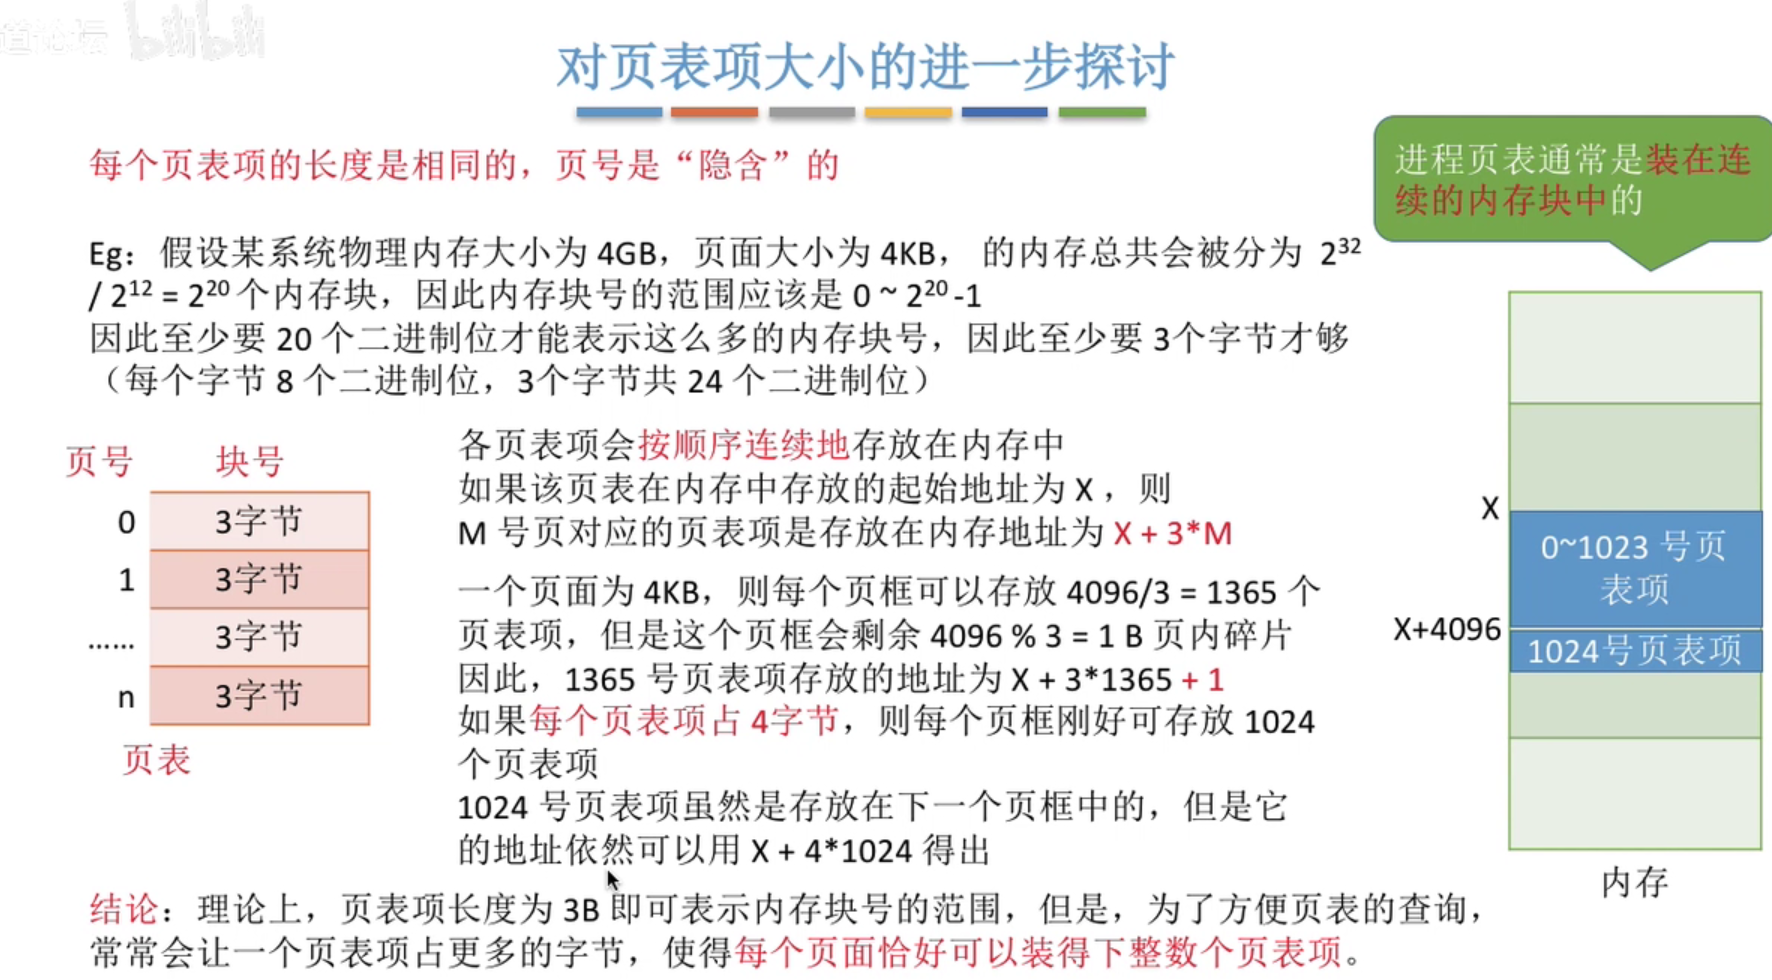 bilibili
对页表项大小的进一步探讨
每个页表项的长度是相同的，页号是“隐含”的
进程页表通常是装在连
续的内存块中的
Eg：假设某系统物理内存大小为 4GB，页面大小为 4KB， 的内存总共会被分为 2³²
/ 2¹² = 2²⁰ 个内存块，因此内存块号的范围应该是 0 ~ 2²⁰ -1
因此至少要 20 个二进制位才能表示这么多的内存块号，因此至少要 3个字节才够
（每个字节 8 个二进制位，3个字节共 24 个二进制位）
页号 块号
0 3字节
1 3字节
...... 3字节
n 3字节
页表
各页表项会按顺序连续地存放在内存中
如果该页表在内存中存放的起始地址为 X ，则
M 号页对应的页表项是存放在内存地址为 X + 3*M
一个页面为 4KB，则每个页框可以存放 4096/3 = 1365 个
页表项，但是这个页框会剩余 4096 % 3 = 1 B 页内碎片
因此，1365 号页表项存放的地址为 X + 3*1365 + 1
如果每个页表项占 4字节，则每个页框刚好可存放 1024
个页表项
1024 号页表项虽然是存放在下一个页框中的，但是它
的地址依然可以用 X + 4*1024 得出
X
0~1023 号页
表项
X+4096
1024号页表项
内存
结论：理论上，页表项长度为 3B 即可表示内存块号的范围，但是，为了方便页表的查询，
常常会让一个页表项占更多的字节，使得每个页面恰好可以装得下整数个页表项。